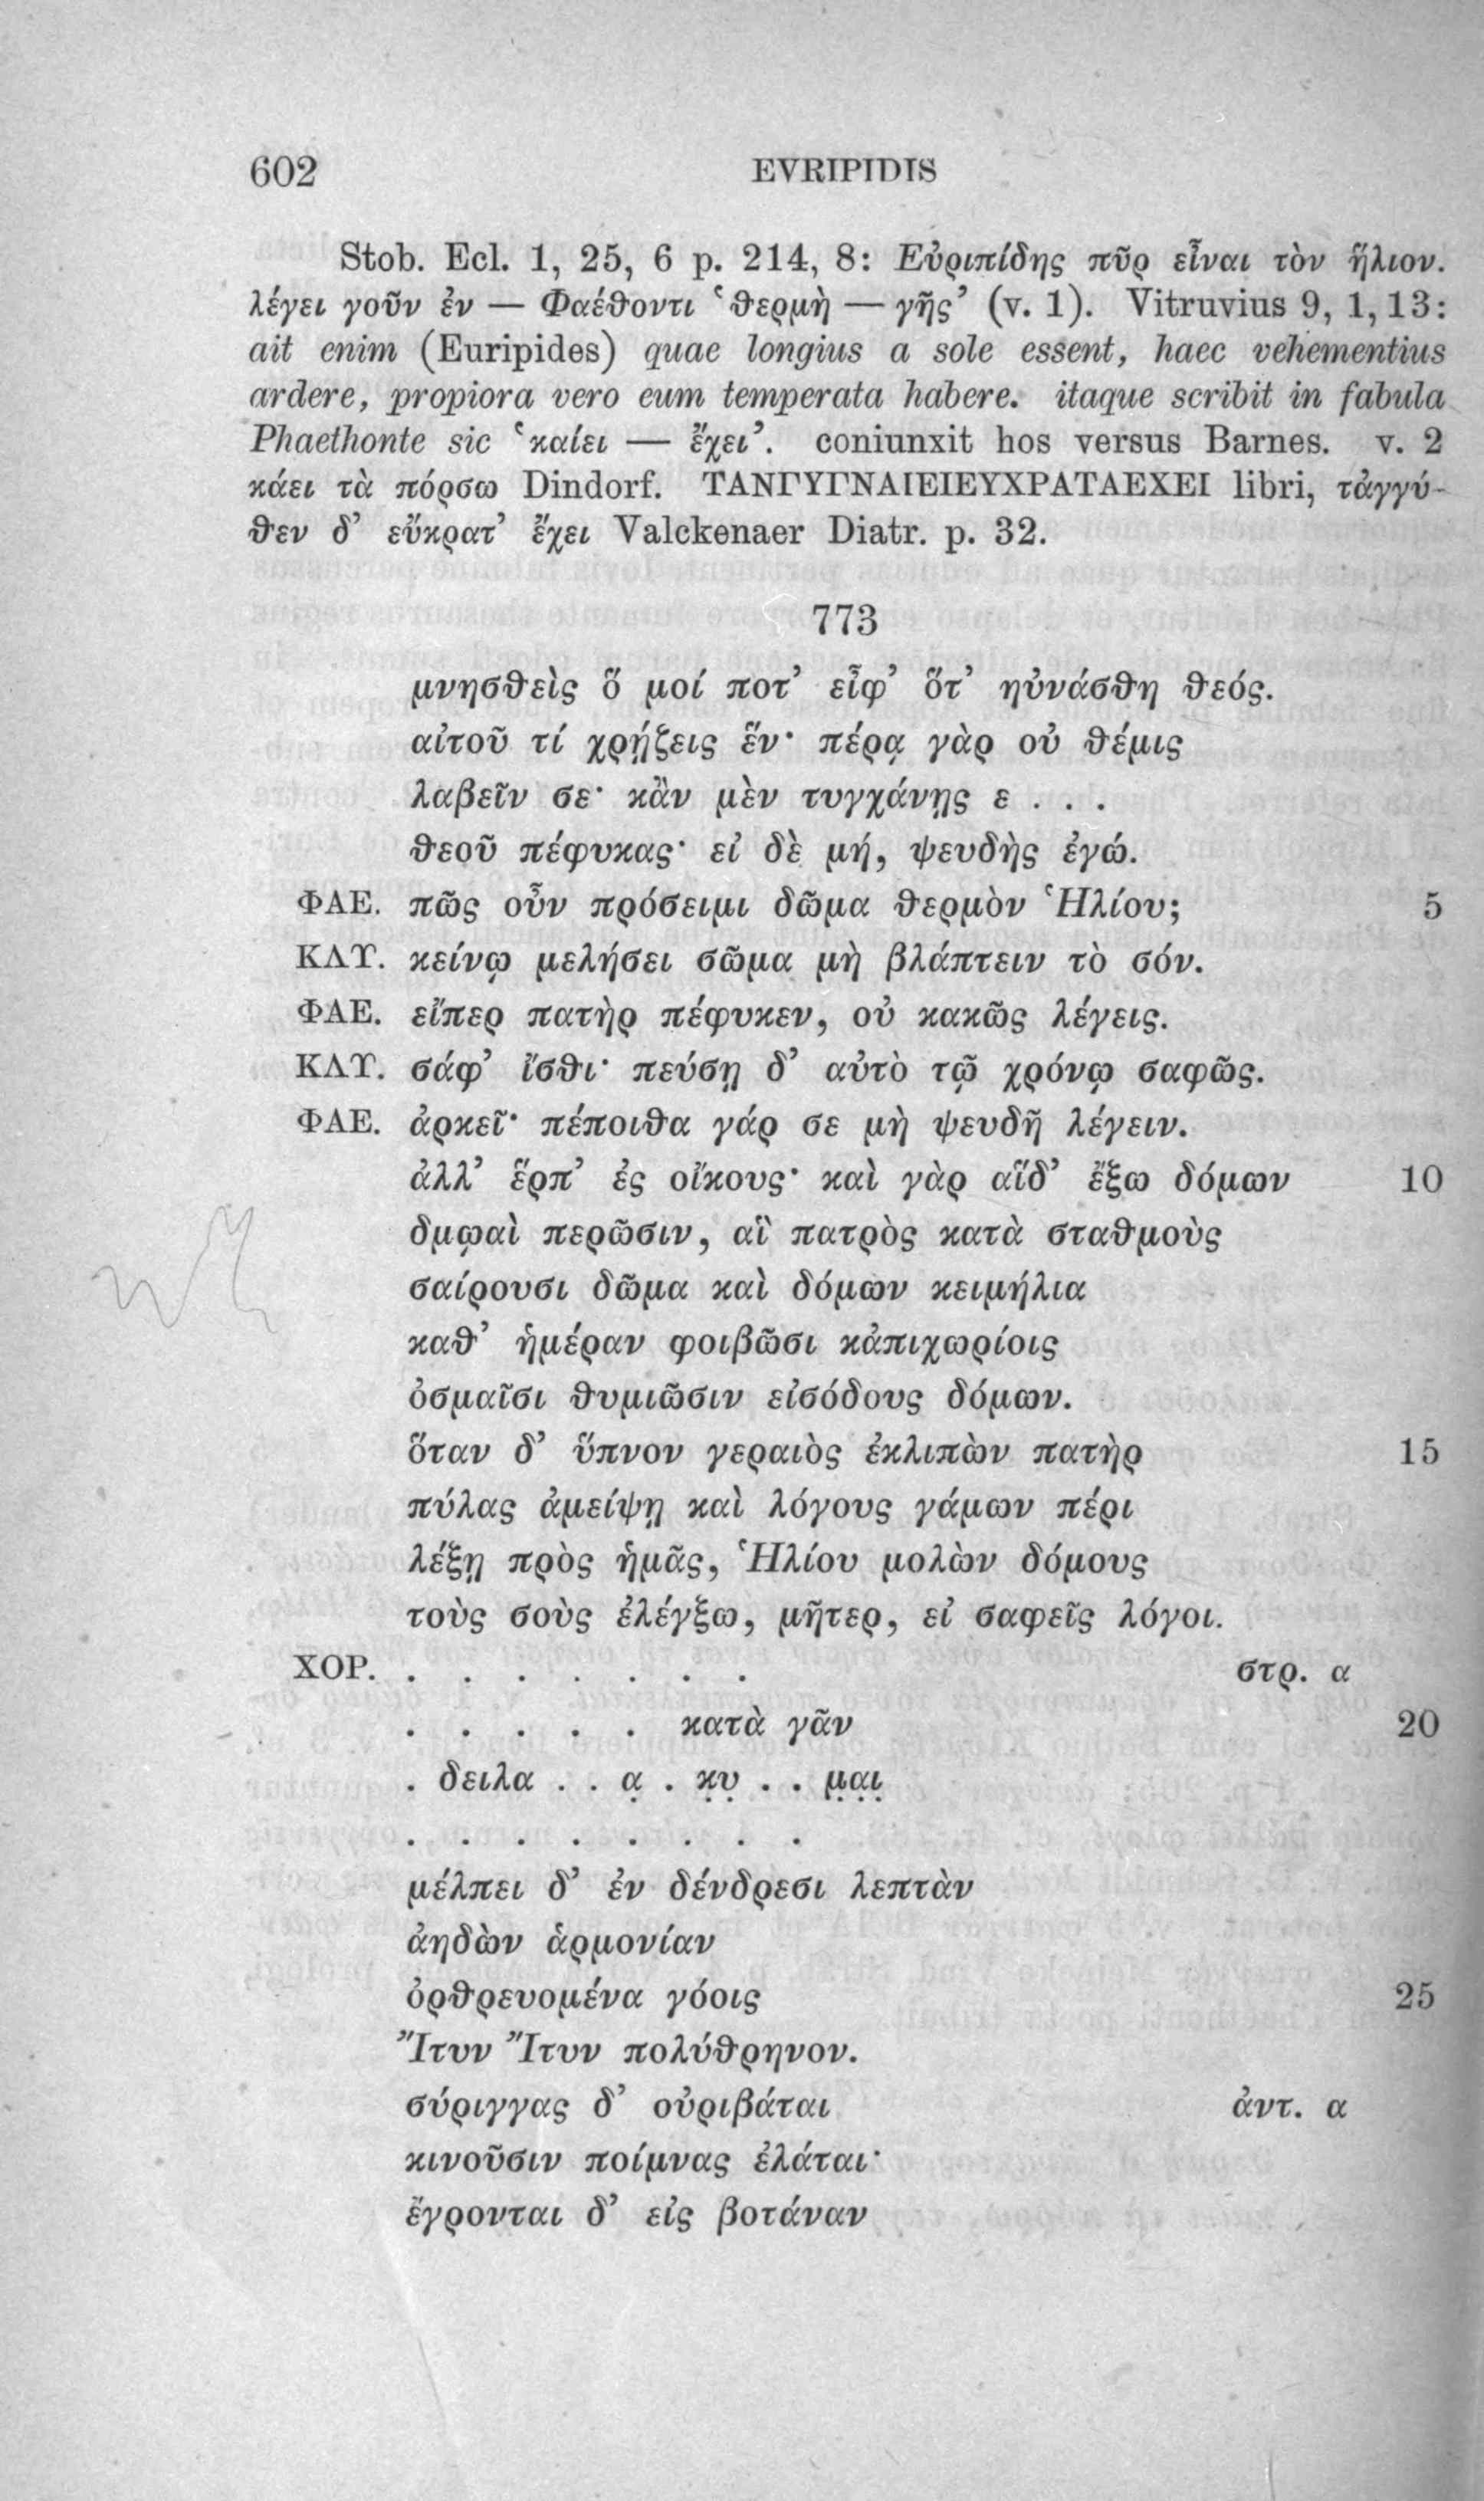 602 EVRIPIDIS
Stob. Ecl. 1, 25, 6 p. 214, 8: Εὐριπίδης πῦρ εἶναι τὸν ἥλιον.
λέγει γοῦν ἐν — Φαέθοντι ‘θερμὴ — γῆς’ (v. 1). Vitruvius 9, 1, 13:
ait enim (Euripides) quae longius a sole essent, haec vehementius
ardere, propiora vero eum temperata habere. itaque scribit in fabula
Phaethonte sic ‘καίει — ἔχει’. coniunxit hos versus Barnes. v. 2
κάει τὰ πόρσω Dindorf. ΤΑΝΓΥΓΝΑΙΕΙΕΥΧΡΑΤΑΕΧΕΙ libri, τἀγγύ-
θεν δ’ εὔκρατ’ ἔχει Valckenaer Diatr. p. 32.
773
μνησθεὶς ὅ μοί ποτ’ εἶφ’ ὅτ’ ηὐνάσθη θεός.
αἰτοῦ τί χρῄζεις ἕν· πέρᾳ γὰρ οὐ θέμις
λαβεῖν σε· κἂν μὲν τυγχάνῃς ε . . .
θεοῦ πέφυκας· εἰ δὲ μή, ψευδὴς ἐγώ.
ΦΑΕ. πῶς οὖν πρόσειμι δῶμα θερμὸν Ἡλίου; 5
ΚΛΥ. κείνῳ μελήσει σῶμα μὴ βλάπτειν τὸ σόν.
ΦΑΕ. εἴπερ πατὴρ πέφυκεν, οὐ κακῶς λέγεις.
ΚΛΥ. σάφ’ ἴσθι· πεύσῃ δ’ αὐτὸ τῷ χρόνῳ σαφῶς.
ΦΑΕ. ἀρκεῖ· πέποιθα γάρ σε μὴ ψευδῆ λέγειν.
ἀλλ’ ἕρπ’ ἐς οἴκους· καὶ γὰρ αἵδ’ ἔξω δόμων 10
δμῳαὶ περῶσιν, αἳ πατρὸς κατὰ σταθμοὺς
σαίρουσι δῶμα καὶ δόμων κειμήλια
καθ’ ἡμέραν φοιβῶσι κἀπιχωρίοις
ὀσμαῖσι θυμιῶσιν εἰσόδους δόμων.
ὅταν δ’ ὕπνον γεραιὸς ἐκλιπὼν πατὴρ 15
πύλας ἀμείψῃ καὶ λόγους γάμων πέρι
λέξῃ πρὸς ἡμᾶς, Ἡλίου μολὼν δόμους
τοὺς σοὺς ἐλέγξω, μῆτερ, εἰ σαφεῖς λόγοι.
ΧΟΡ. . . . . . . . στρ. α
. . . . . κατὰ γᾶν 20
. δειλα . . α̣ . κ̣υ̣ . . μ̣α̣ι̣
. . . . . . . .
μέλπει δ’ ἐν δένδρεσι λεπτὰν
ἀηδὼν ἁρμονίαν
ὀρθρευομένα γόοις 25
Ἴτυν Ἴτυν πολύθρηνον.
σύριγγας δ’ οὐριβάται ἀντ. α
κινοῦσιν ποίμνας ἐλάται·
ἔγρονται δ’ εἰς βοτάναν